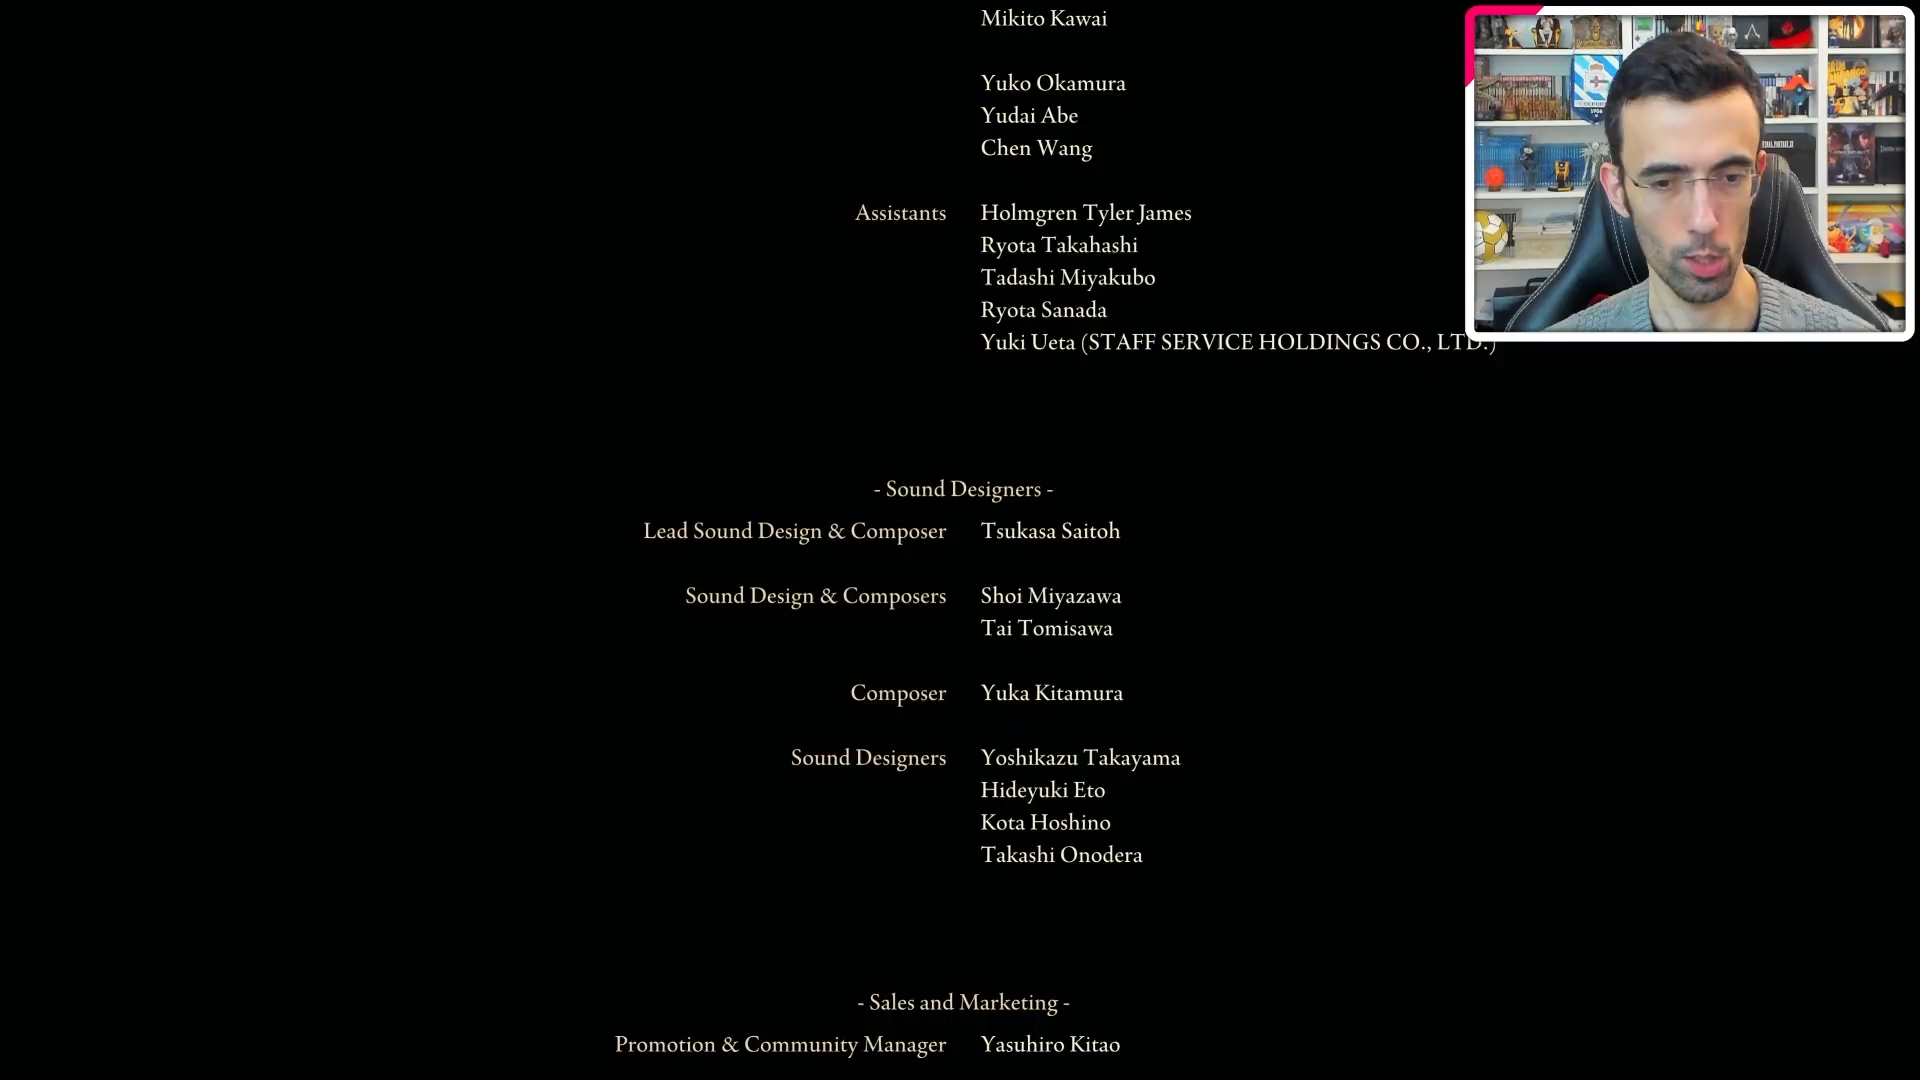 Mikito Kawai
Yuko Okamura
Yudai Abe
Chen Wang
Assistants Holmgren Tyler James
Ryota Takahashi
Tadashi Miyakubo
Ryota Sanada
Yuki Ueta (STAFF SERVICE HOLDINGS CO., LTD.)
- Sound Designers -
Lead Sound Design & Composer Tsukasa Saitoh
Sound Design & Composers Shoi Miyazawa
Tai Tomisawa
Composer Yuka Kitamura
Sound Designers Yoshikazu Takayama
Hideyuki Eto
Kota Hoshino
Takashi Onodera
- Sales and Marketing -
Promotion & Community Manager Yasuhiro Kitao